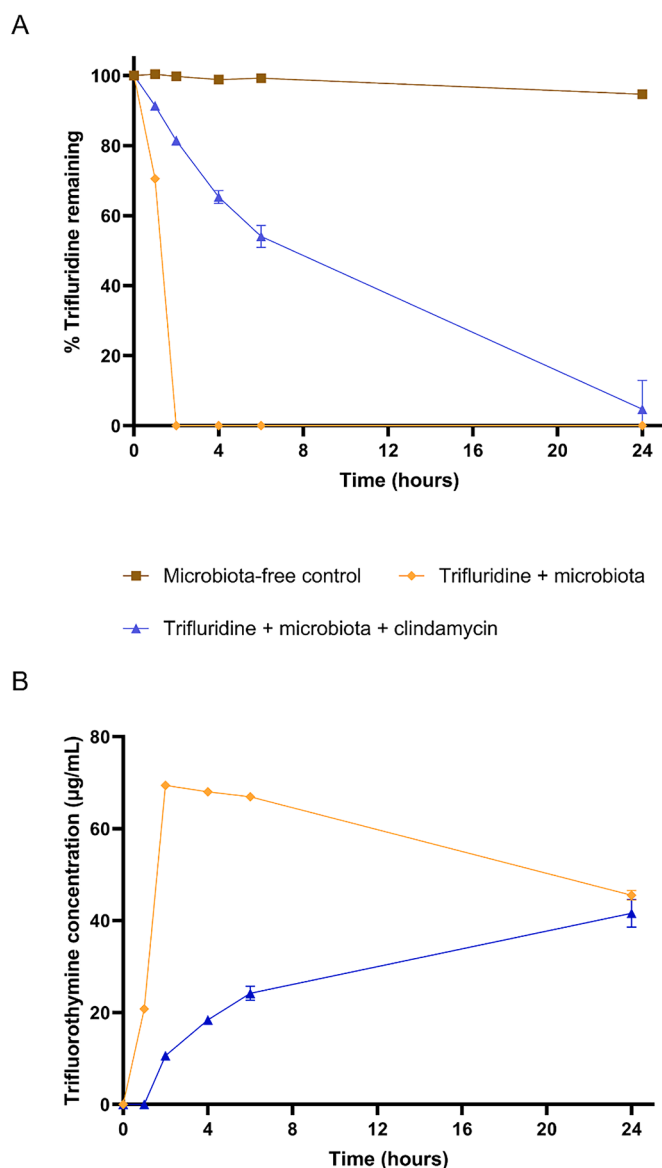 A
% Trifluridine remaining
100
80
60
40
20
0
0 4 8 12 16 20 24
Time (hours)
Microbiota-free control Trifluridine + microbiota
Trifluridine + microbiota + clindamycin
B
Trifluorothymine concentration (µg/mL)
80
60
40
20
0
0 4 8 12 16 20 24
Time (hours)